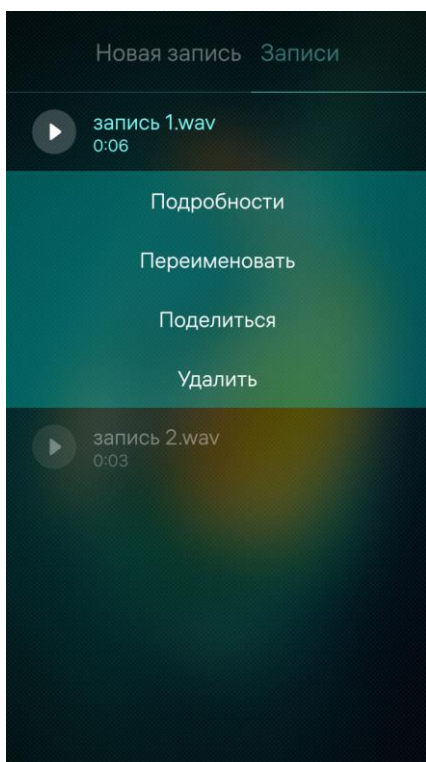 Новая запись Записи
запись 1.wav
0:06
Подробности
Переименовать
Поделиться
Удалить
запись 2.wav
0:03